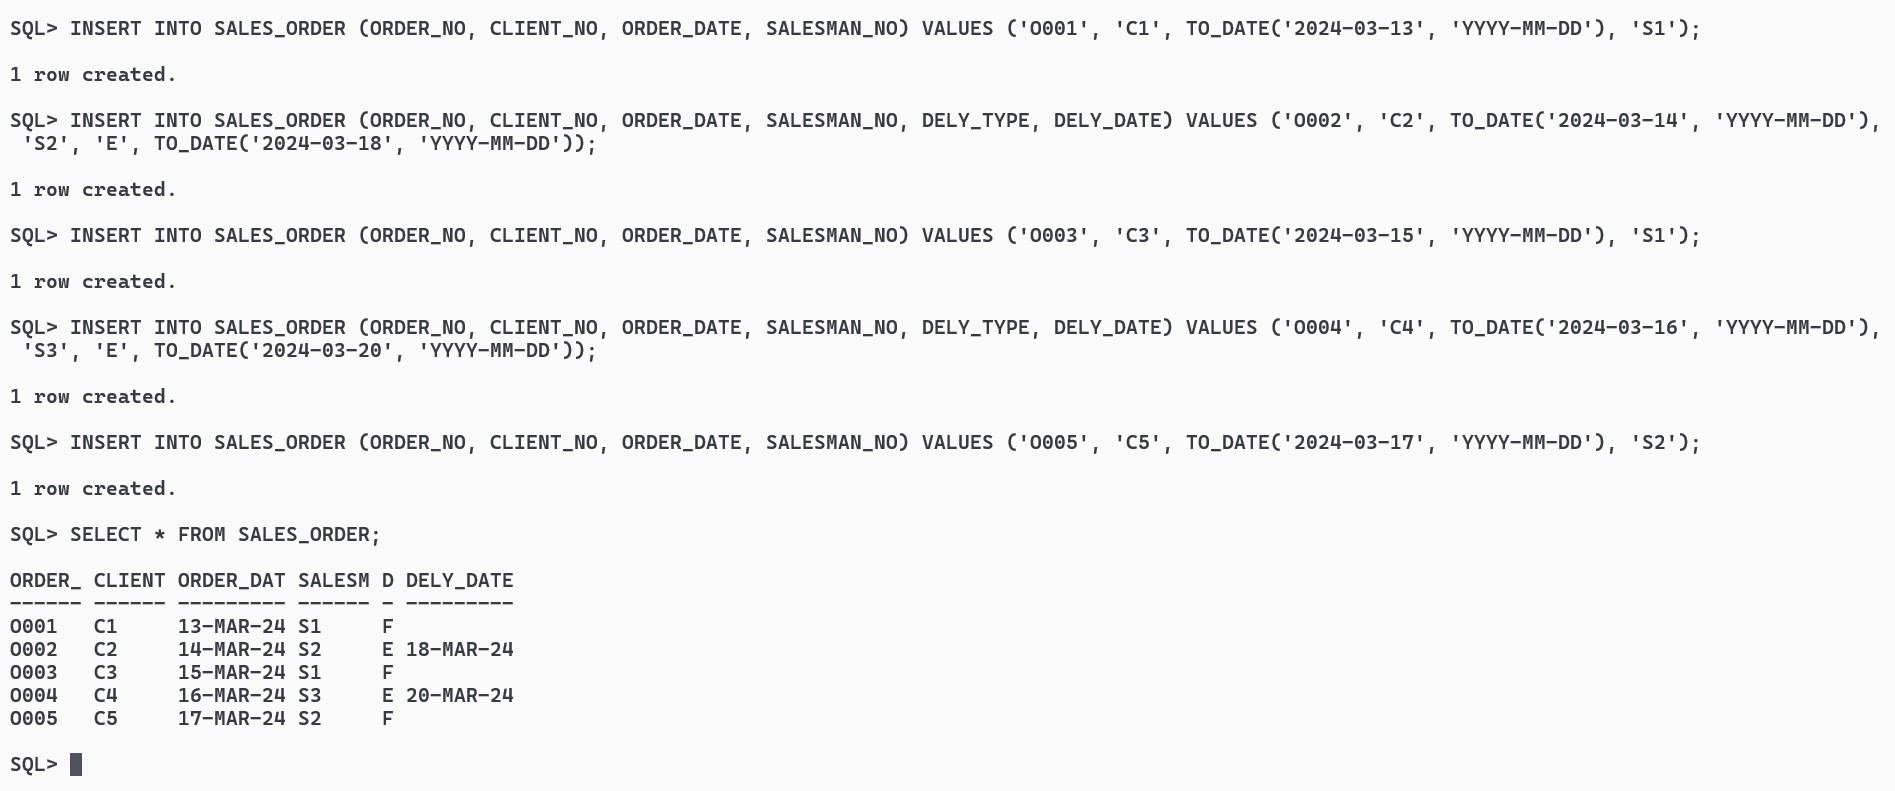 SQL> INSERT INTO SALES_ORDER (ORDER_NO, CLIENT_NO, ORDER_DATE, SALESMAN_NO) VALUES ('O001', 'C1', TO_DATE('2024-03-13', 'YYYY-MM-DD'), 'S1');
1 row created.
SQL> INSERT INTO SALES_ORDER (ORDER_NO, CLIENT_NO, ORDER_DATE, SALESMAN_NO, DELY_TYPE, DELY_DATE) VALUES ('O002', 'C2', TO_DATE('2024-03-14', 'YYYY-MM-DD'),
 'S2', 'E', TO_DATE('2024-03-18', 'YYYY-MM-DD'));
1 row created.
SQL> INSERT INTO SALES_ORDER (ORDER_NO, CLIENT_NO, ORDER_DATE, SALESMAN_NO) VALUES ('O003', 'C3', TO_DATE('2024-03-15', 'YYYY-MM-DD'), 'S1');
1 row created.
SQL> INSERT INTO SALES_ORDER (ORDER_NO, CLIENT_NO, ORDER_DATE, SALESMAN_NO, DELY_TYPE, DELY_DATE) VALUES ('O004', 'C4', TO_DATE('2024-03-16', 'YYYY-MM-DD'),
 'S3', 'E', TO_DATE('2024-03-20', 'YYYY-MM-DD'));
1 row created.
SQL> INSERT INTO SALES_ORDER (ORDER_NO, CLIENT_NO, ORDER_DATE, SALESMAN_NO) VALUES ('O005', 'C5', TO_DATE('2024-03-17', 'YYYY-MM-DD'), 'S2');
1 row created.
SQL> SELECT * FROM SALES_ORDER;
ORDER_ CLIENT ORDER_DAT SALESM D DELY_DATE
------ ------ --------- ------ - ---------
O001   C1     13-MAR-24 S1     F
O002   C2     14-MAR-24 S2     E 18-MAR-24
O003   C3     15-MAR-24 S1     F
O004   C4     16-MAR-24 S3     E 20-MAR-24
O005   C5     17-MAR-24 S2     F
SQL>